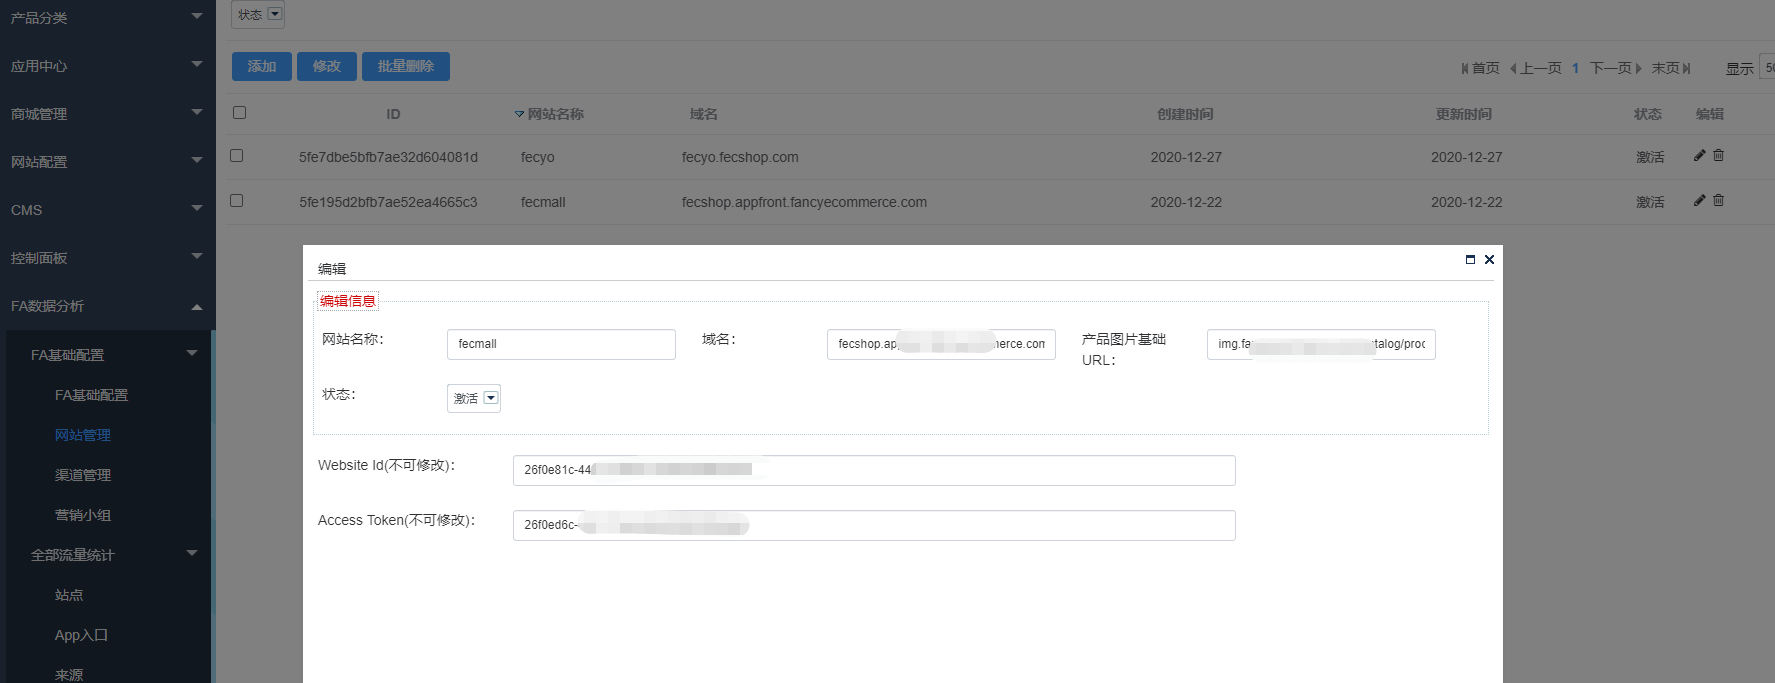 产品分类
应用中心
商城管理
网站配置
CMS
控制面板
FA数据分析
FA基础配置
FA基础配置
网站管理
渠道管理
营销小组
全部流量统计
站点
App入口
来源
状态
添加 修改 批量删除
首页 上一页 1 下一页 末页 显示 50
ID 网站名称 域名 创建时间 更新时间 状态 编辑
5fe7dbe5bfb7ae32d604081d fecyo fecyo.fecshop.com 2020-12-27 2020-12-27 激活
5fe195d2bfb7ae52ea4665c3 fecmall fecshop.appfront.fancyecommerce.com 2020-12-22 2020-12-22 激活
编辑
编辑信息
网站名称: fecmall 域名: fecshop.ap merce.com 产品图片基础URL: img.fa talog/proc
状态: 激活
Website Id(不可修改): 26f0e81c-44
Access Token(不可修改): 26f0ed6c-